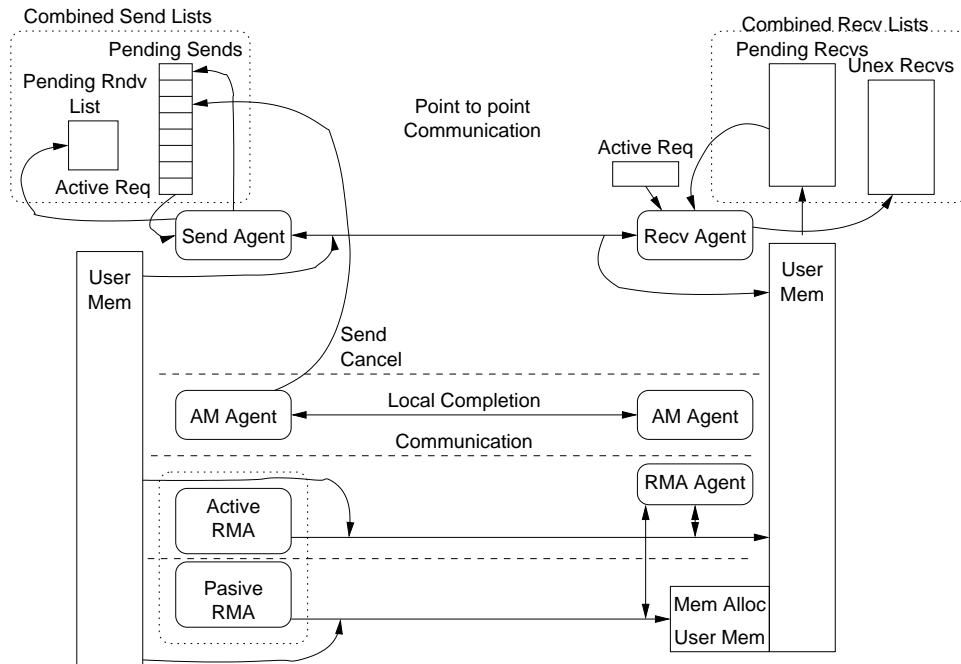 Combined Send Lists
Combined Recv Lists
Pending Sends
Pending Recvs
Unex Recvs
Pending Rndv
List
Point to point
Communication
Active Req
Active Req
Send Agent
Recv Agent
User
Mem
User
Mem
Send
Cancel
AM Agent
Local Completion
AM Agent
Communication
RMA Agent
Active
RMA
Pasive
RMA
Mem Alloc
User Mem